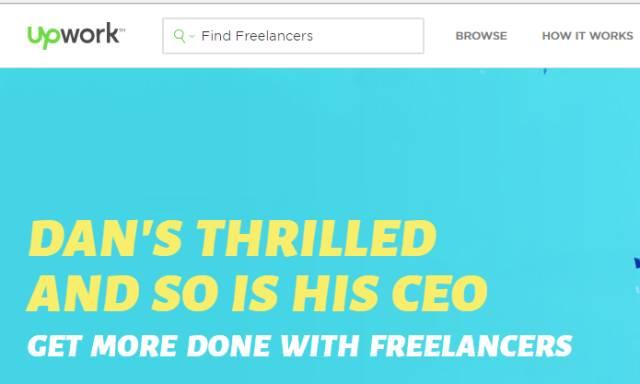 upwork™
Find Freelancers
BROWSE
HOW IT WORKS
DAN'S THRILLED
AND SO IS HIS CEO
GET MORE DONE WITH FREELANCERS